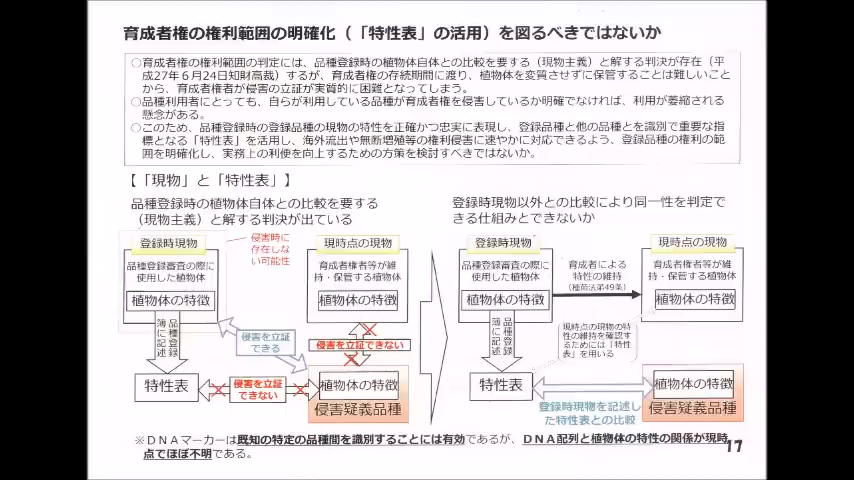 育成者権の権利範囲の明確化(「特性表」の活用)を図るべきではないか
○育成者権の権利範囲の判定には、品種登録時の植物体自体との比較を要する(現物主義)と解する判決が存在(平
成27年6月24日知財高裁)するが、育成者権の存続期間に渡り、植物体を変質させずに保管することは難しいこと
から、育成者権者が侵害の立証が実質的に困難となってしまう。
○品種利用者にとっても、自らが利用している品種が育成者権を侵害しているか明確でなければ、利用が萎縮される
懸念がある。
○このため、品種登録時の登録品種の現物の特性を正確かつ忠実に表現し、登録品種と他の品種とを識別で重要な指
標となる「特性表」を活用し、海外流出や無断増殖等の権利侵害に速やかに対応できるよう、登録品種の権利の範
囲を明確化し、実務上の利便を向上するための方策を検討すべきではないか。
【「現物」と「特性表」】
品種登録時の植物体自体との比較を要する
(現物主義)と解する判決が出ている
登録時現物
品種登録審査の際に
使用した植物体
植物体の特徴
侵害時に
存在しな
い可能性
現時点の現物
育成者権者等が維
持・保管する植物体
植物体の特徴
品種登録
簿に記述
侵害を立証
できる
侵害を立証できない
特性表
侵害を立証
できない
植物体の特徴
侵害疑義品種
登録時現物以外との比較により同一性を判定で
きる仕組みとできないか
登録時現物
品種登録審査の際に
使用した植物体
植物体の特徴
育成者による
特性の維持
(種苗法第49条)
現時点の現物
育成者権者等が維
持・保管する植物体
植物体の特徴
品種登録
簿に記述
現時点の現物の特
性の維持を確認す
るためには「特性
表」を用いる
特性表
植物体の特徴
侵害疑義品種
登録時現物を記述し
た特性表との比較
※DNAマーカーは既知の特定の品種間を識別することには有効であるが、DNA配列と植物体の特性の関係が現時
点でほぼ不明である。
17